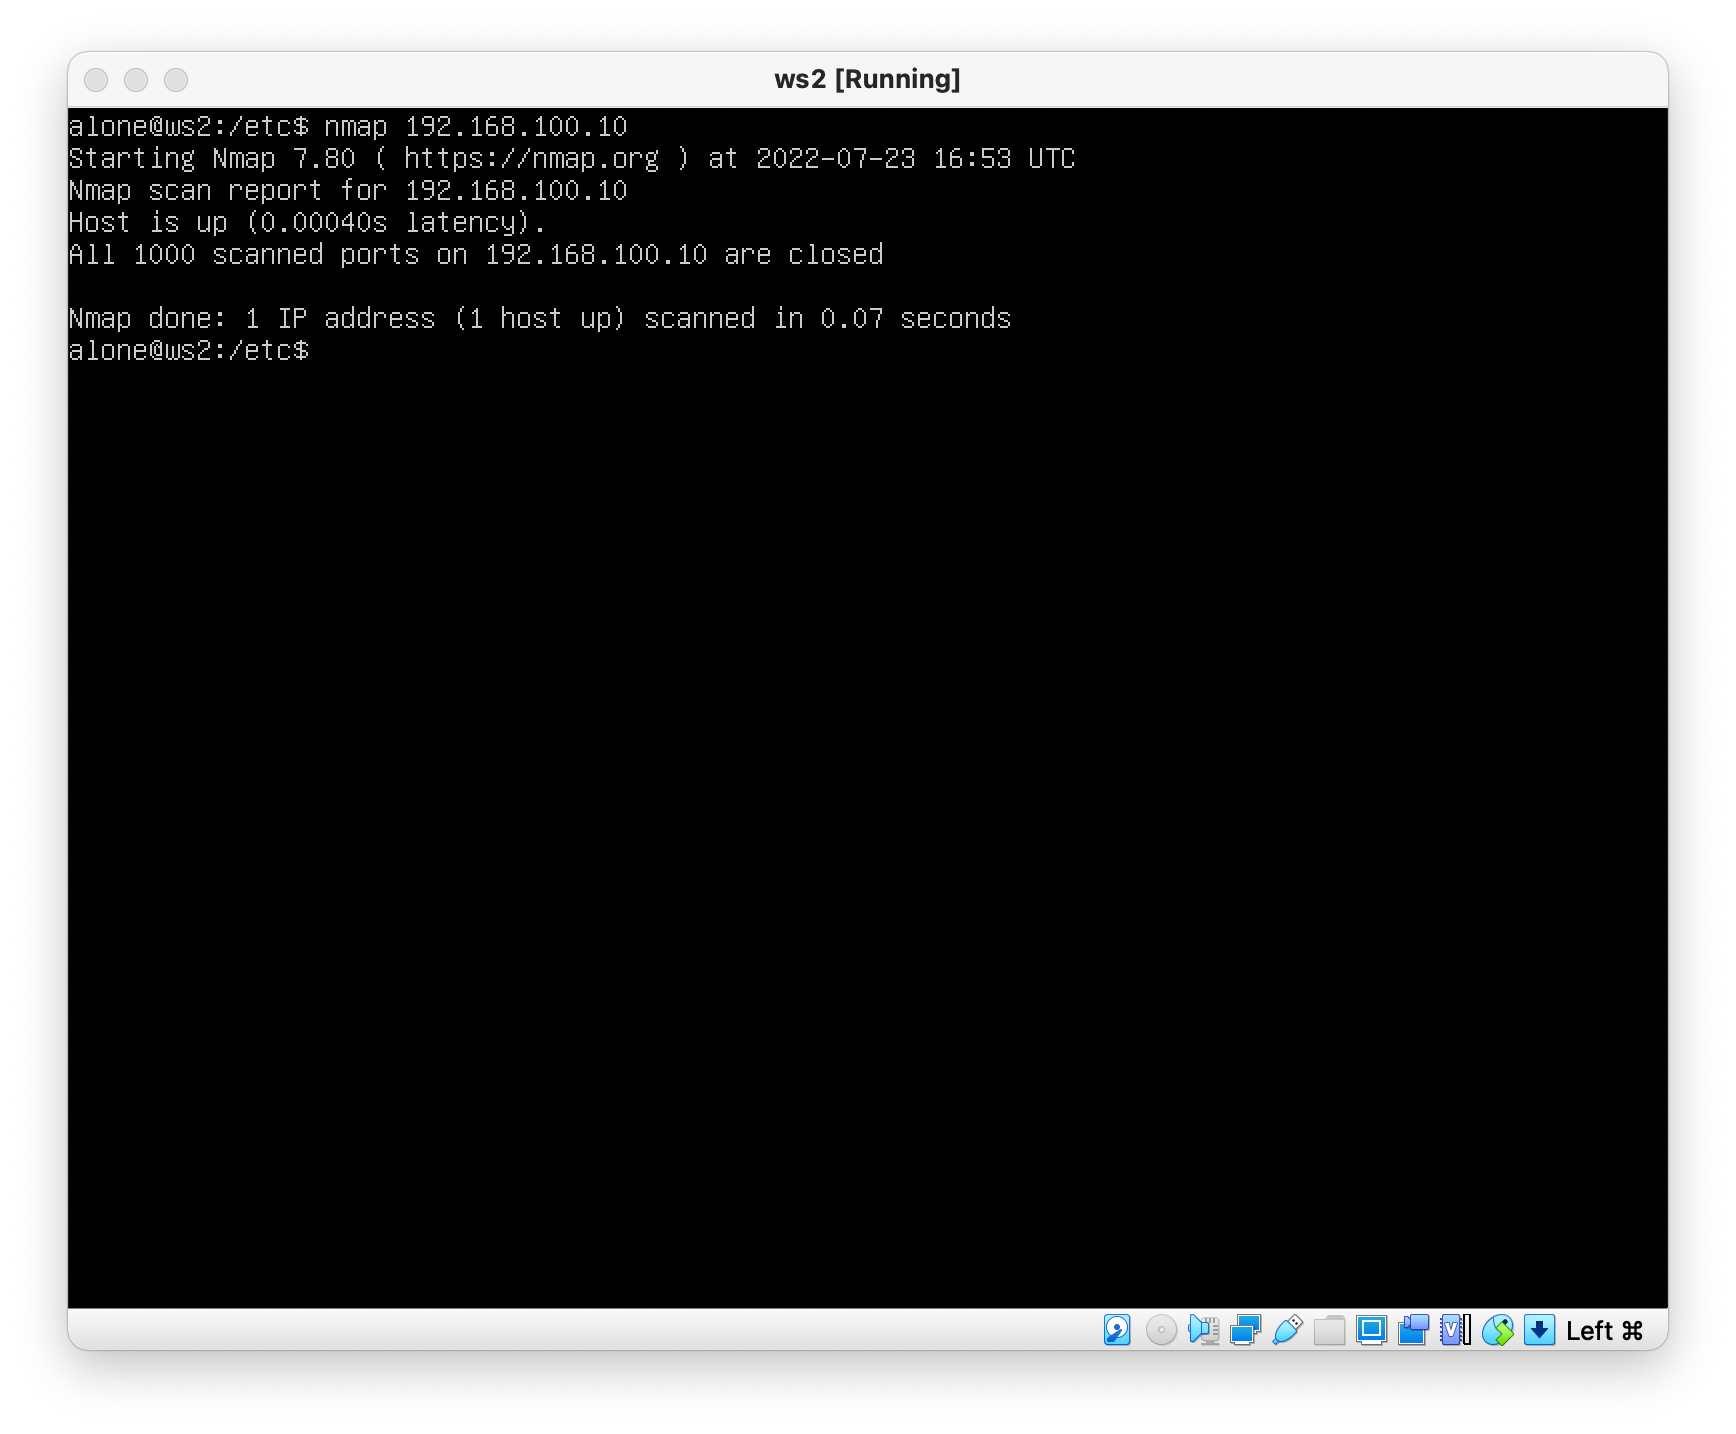 ws2 [Running]
alone@ws2:/etc$ nmap 192.168.100.10
Starting Nmap 7.80 ( https://nmap.org ) at 2022-07-23 16:53 UTC
Nmap scan report for 192.168.100.10
Host is up (0.00040s latency).
All 1000 scanned ports on 192.168.100.10 are closed
Nmap done: 1 IP address (1 host up) scanned in 0.07 seconds
alone@ws2:/etc$
Left ⌘